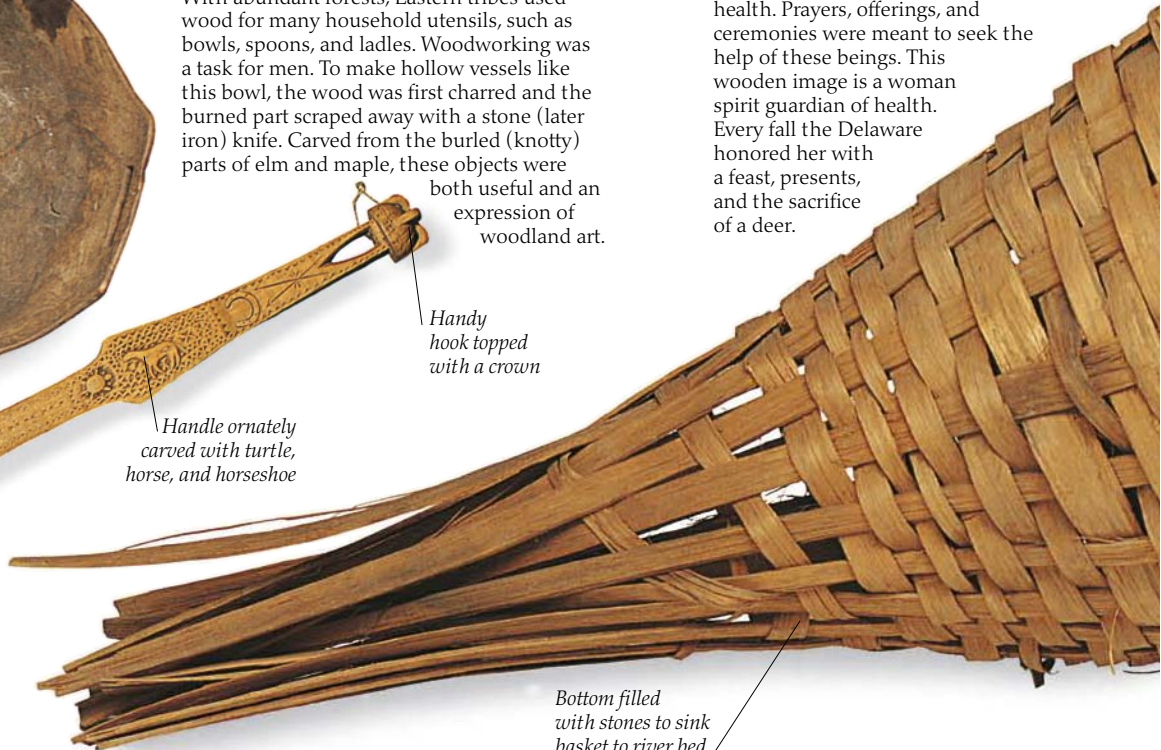 With abundant forests, Eastern tribes used
wood for many household utensils, such as
bowls, spoons, and ladles. Woodworking was
a task for men. To make hollow vessels like
this bowl, the wood was first charred and the
burned part scraped away with a stone (later
iron) knife. Carved from the burled (knotty)
parts of elm and maple, these objects were
both useful and an
expression of
woodland art.
health. Prayers, offerings, and
ceremonies were meant to seek the
help of these beings. This
wooden image is a woman
spirit guardian of health.
Every fall the Delaware
honored her with
a feast, presents,
and the sacrifice
of a deer.
Handy
hook topped
with a crown
Handle ornately
carved with turtle,
horse, and horseshoe
Bottom filled
with stones to sink
basket to river bed